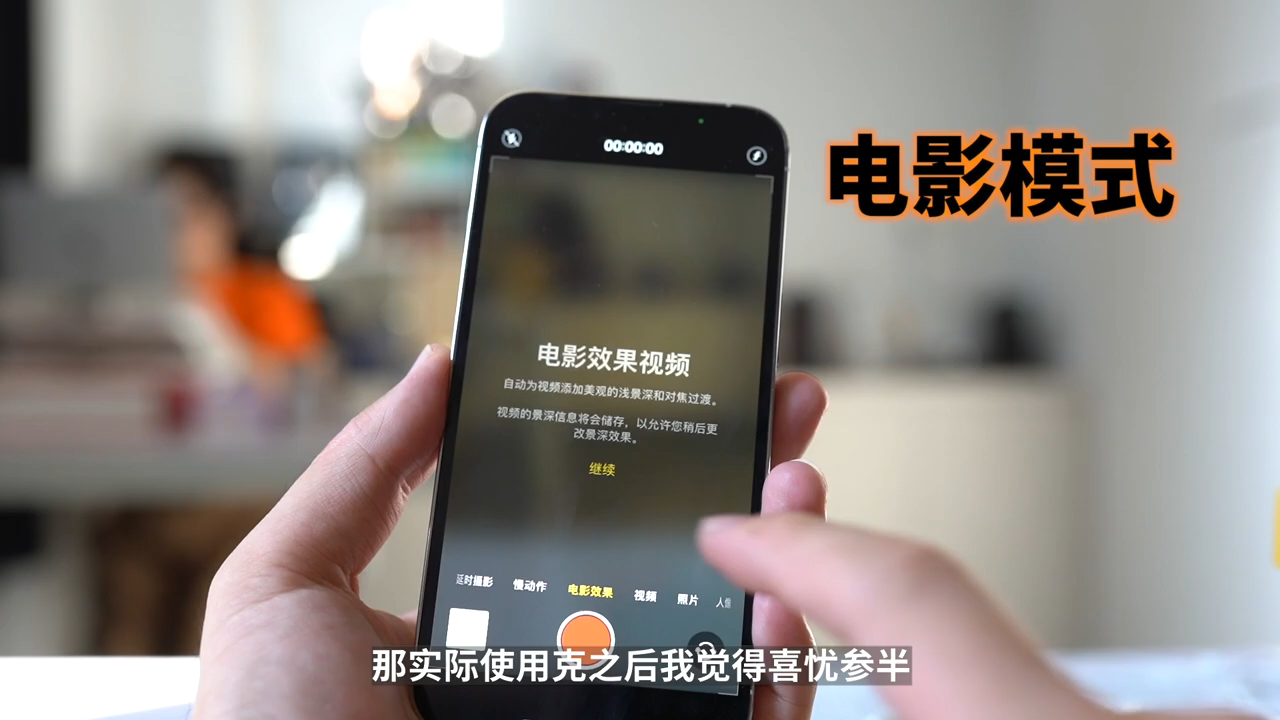 00:00:00
电影模式
电影效果视频
自动为视频添加美观的浅景深和对焦过渡。
视频的景深信息将会储存，以允许您稍后更
改景深效果。
继续
延时摄影 慢动作 电影效果 视频 照片 人像
那实际使用克之后我觉得喜忧参半